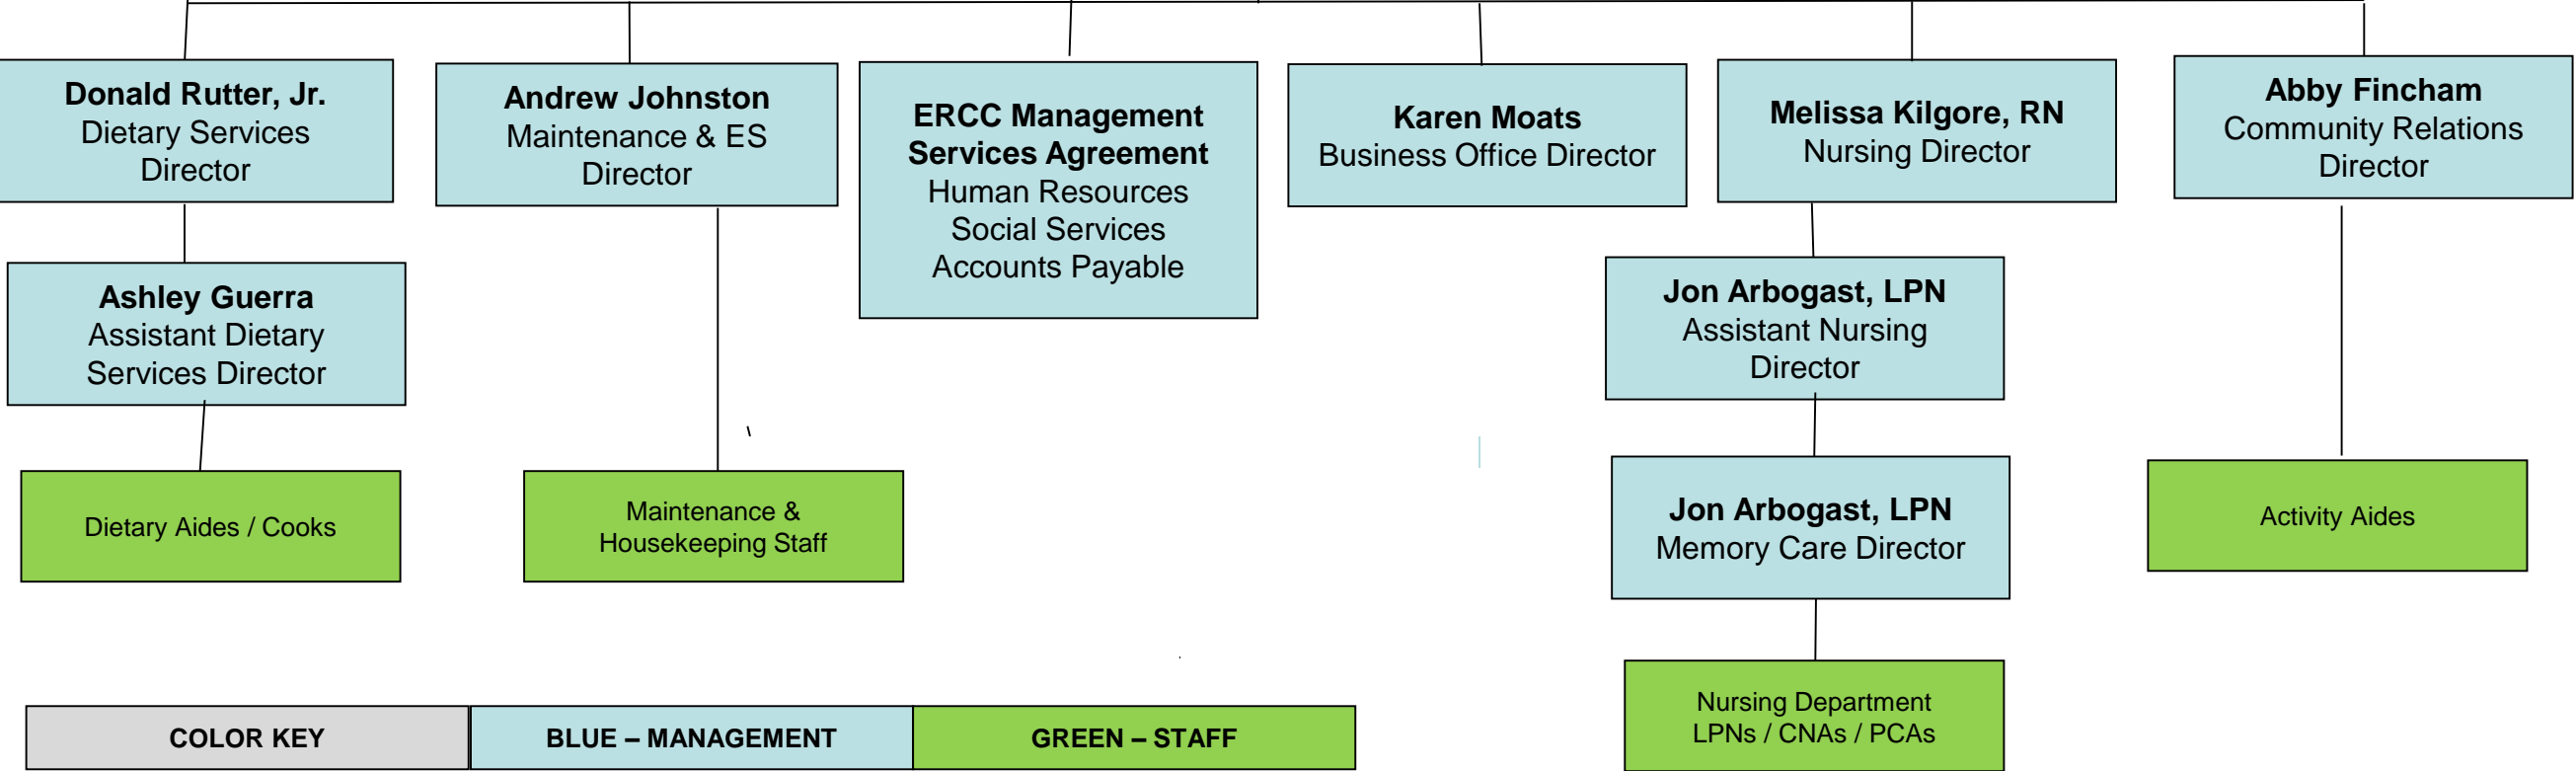 Donald Rutter, Jr.
Dietary Services
Director
Andrew Johnston
Maintenance & ES
Director
ERCC Management
Services Agreement
Human Resources
Social Services
Accounts Payable
Karen Moats
Business Office Director
Melissa Kilgore, RN
Nursing Director
Abby Fincham
Community Relations
Director
Ashley Guerra
Assistant Dietary
Services Director
Jon Arbogast, LPN
Assistant Nursing
Director
Dietary Aides / Cooks
Maintenance &
Housekeeping Staff
Jon Arbogast, LPN
Memory Care Director
Activity Aides
Nursing Department
LPNs / CNAs / PCAs
COLOR KEY
BLUE – MANAGEMENT
GREEN – STAFF